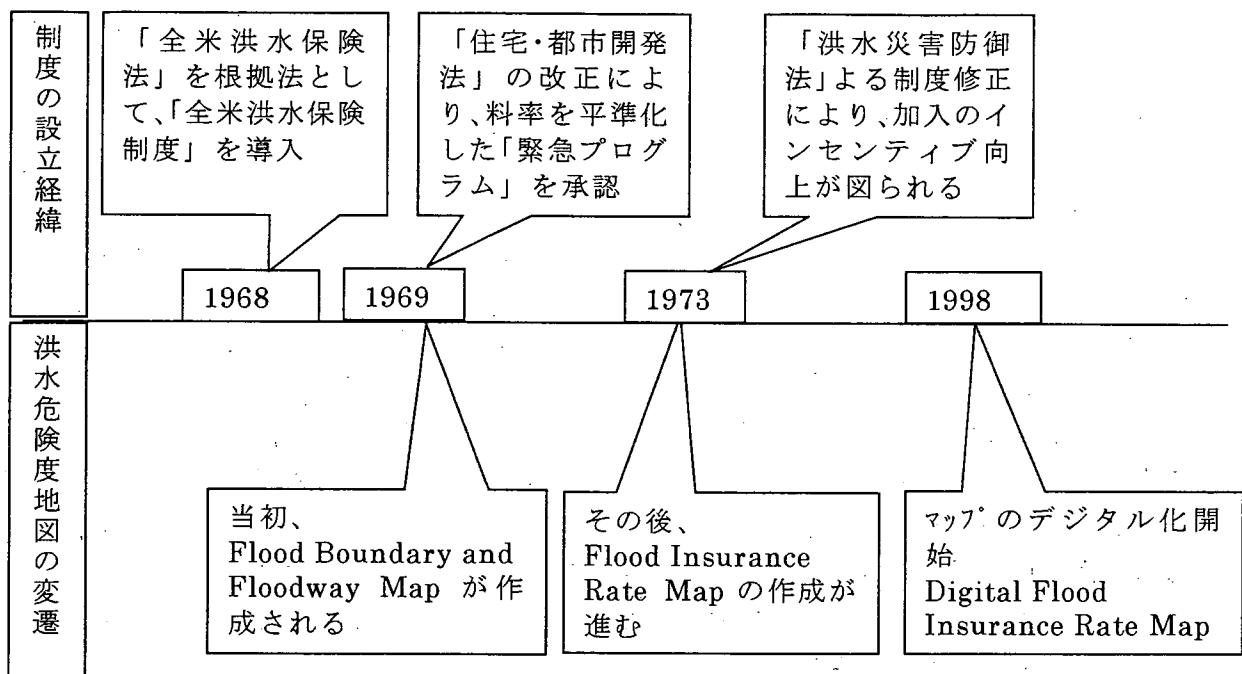 制度の設立経緯
「全米洪水保険
法」を根拠法とし
て、「全米洪水保険
制度」を導入
「住宅・都市開発
法」の改正によ
り、料率を平準化
した「緊急プログ
ラム」を承認
「洪水災害防御
法」よる制度修正
により、加入のイ
ンセンティブ向
上が図られる
1968
1969
1973
1998
洪水危険度地図の変遷
当初、
Flood Boundary and
Floodway Map が作
成される
その後、
Flood Insurance
Rate Map の作成が
進む
ﾏｯﾌﾟのデジタル化開
始
Digital Flood
Insurance Rate Map